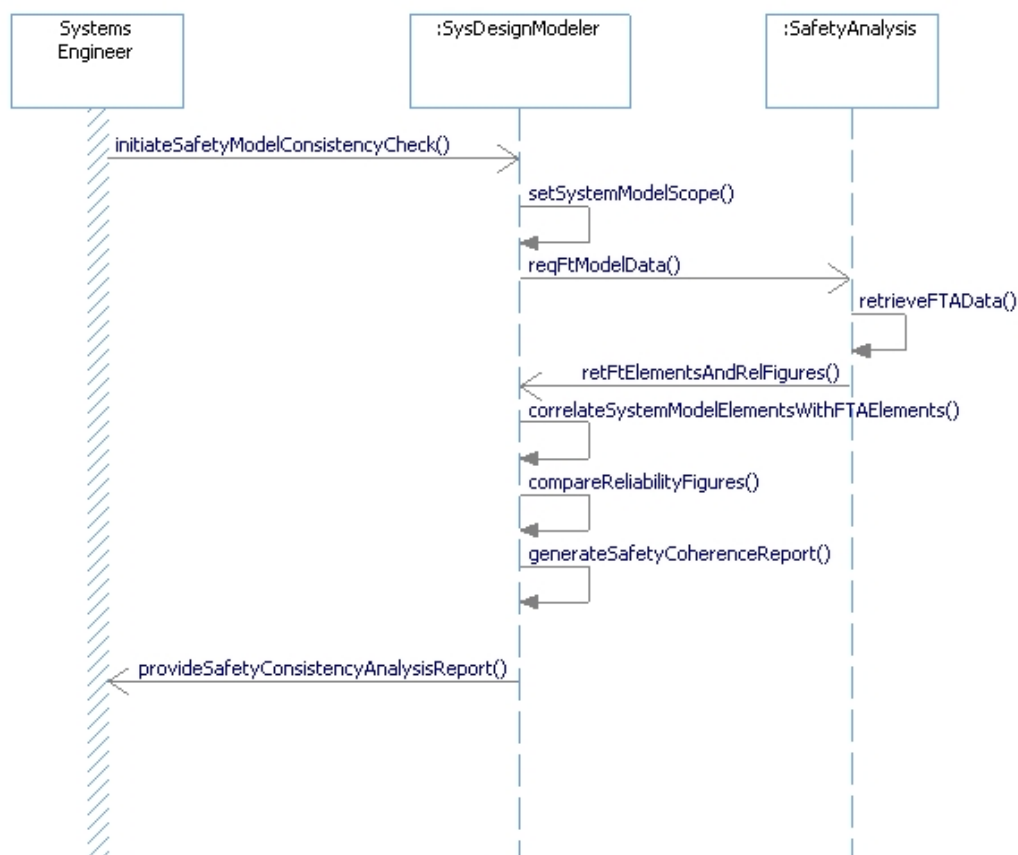 Systems
Engineer
:SysDesignModeler
:SafetyAnalysis
initiateSafetyModelConsistencyCheck()
setSystemModelScope()
reqFtModelData()
retrieveFTAData()
retFtElementsAndRelFigures()
correlateSystemModelElementsWithFTAElements()
compareReliabilityFigures()
generateSafetyCoherenceReport()
provideSafetyConsistencyAnalysisReport()